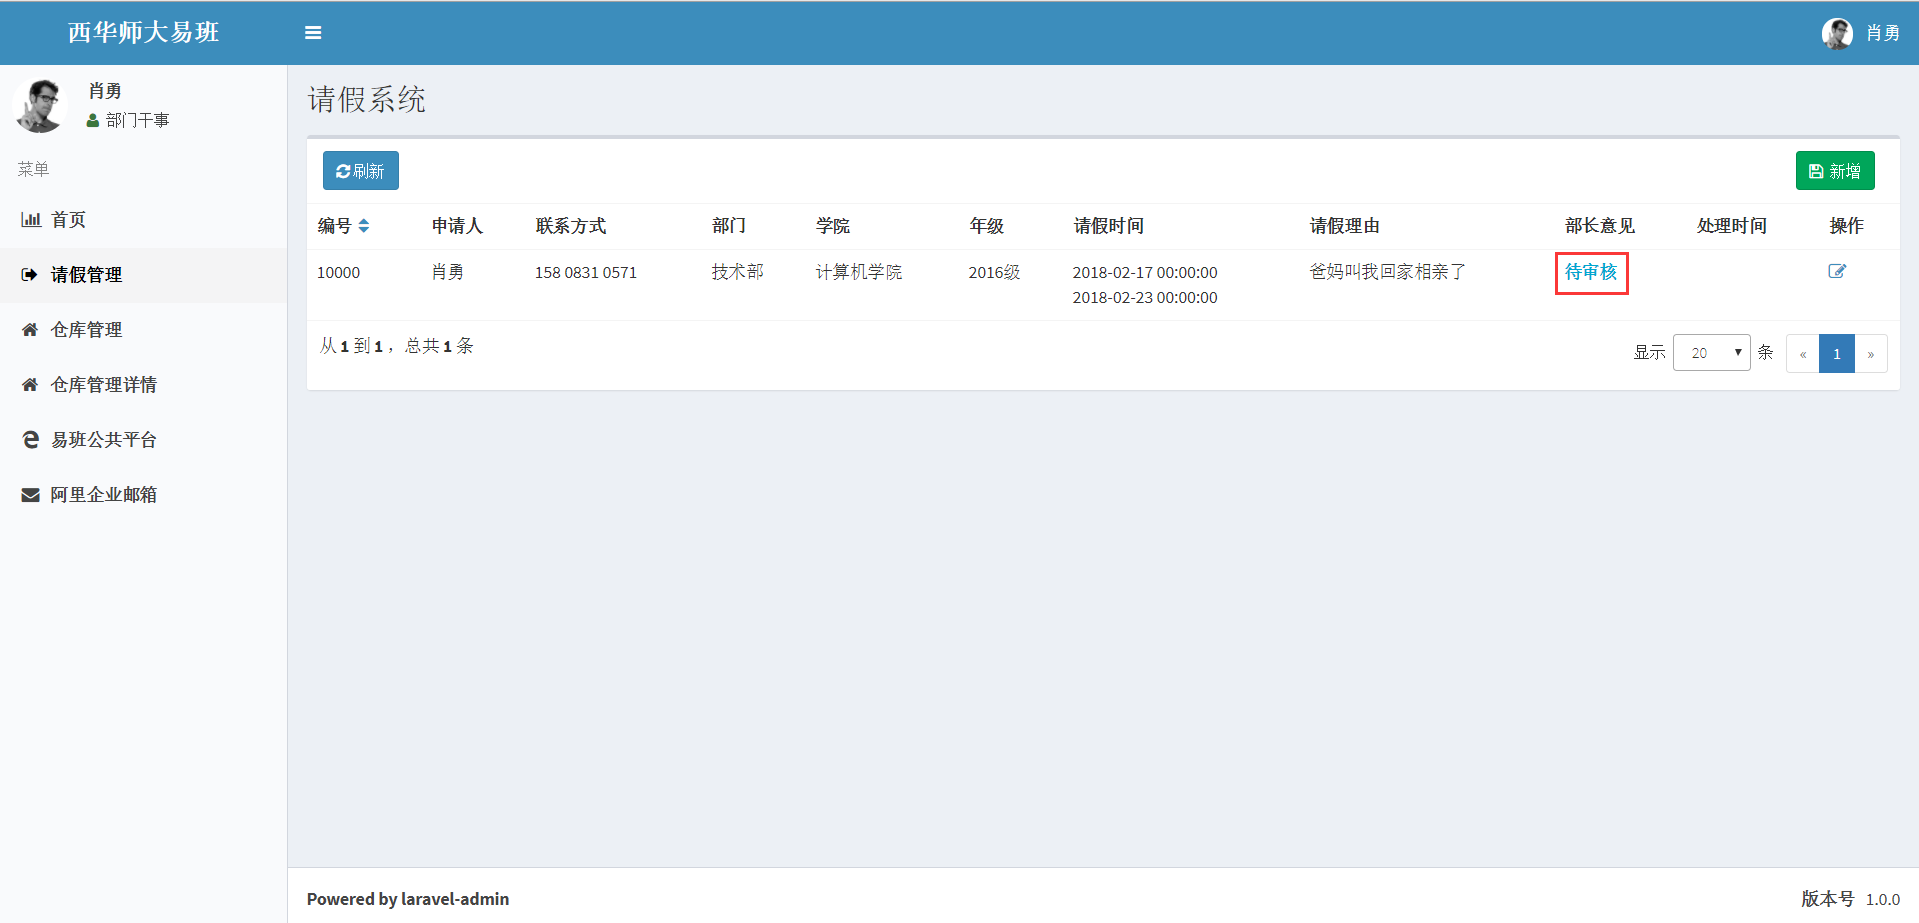 西华师大易班
肖勇
肖勇
部门干事
菜单
首页
请假管理
仓库管理
仓库管理详情
易班公共平台
阿里企业邮箱
请假系统
刷新
新增
编号 申请人 联系方式 部门 学院 年级 请假时间 请假理由 部长意见 处理时间 操作
10000 肖勇 158 0831 0571 技术部 计算机学院 2016级 2018-02-17 00:00:00 爸妈叫我回家相亲了 待审核
2018-02-23 00:00:00
从 1 到 1 ，总共 1 条
显示 20 条 « 1 »
Powered by laravel-admin
版本号 1.0.0